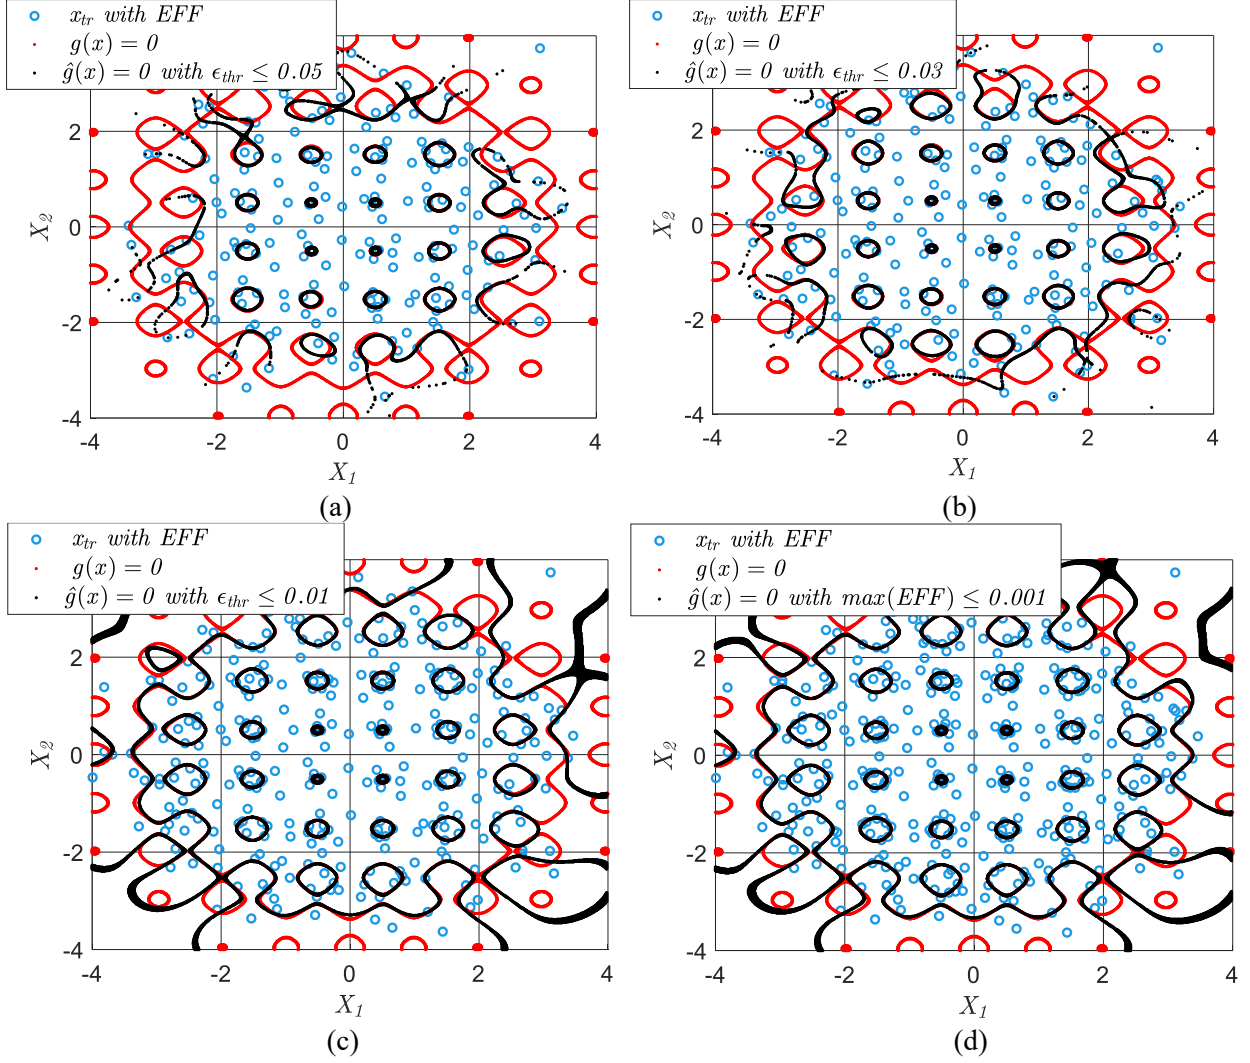 x_tr with EFF
g(x) = 0
ĝ(x) = 0 with ϵ_thr ≤ 0.05
2
0
-2
-4
X_2
-4 -2 0 2 4
X_1
(a)
x_tr with EFF
g(x) = 0
ĝ(x) = 0 with ϵ_thr ≤ 0.03
2
0
-2
-4
X_2
-4 -2 0 2 4
X_1
(b)
x_tr with EFF
g(x) = 0
ĝ(x) = 0 with ϵ_thr ≤ 0.01
2
0
-2
-4
X_2
-4 -2 0 2 4
X_1
(c)
x_tr with EFF
g(x) = 0
ĝ(x) = 0 with max(EFF) ≤ 0.001
2
0
-2
-4
X_2
-4 -2 0 2 4
X_1
(d)